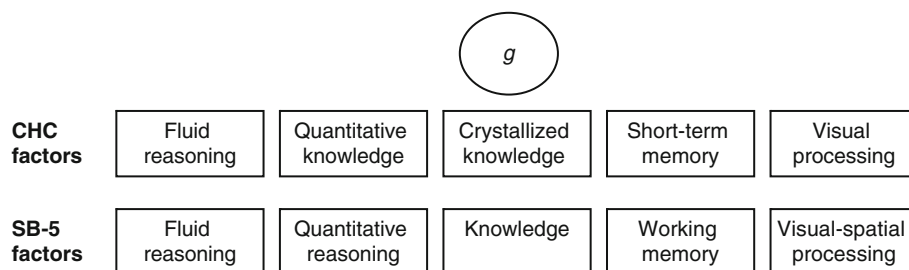 g
CHC factors
Fluid reasoning
Quantitative knowledge
Crystallized knowledge
Short-term memory
Visual processing
SB-5 factors
Fluid reasoning
Quantitative reasoning
Knowledge
Working memory
Visual-spatial processing